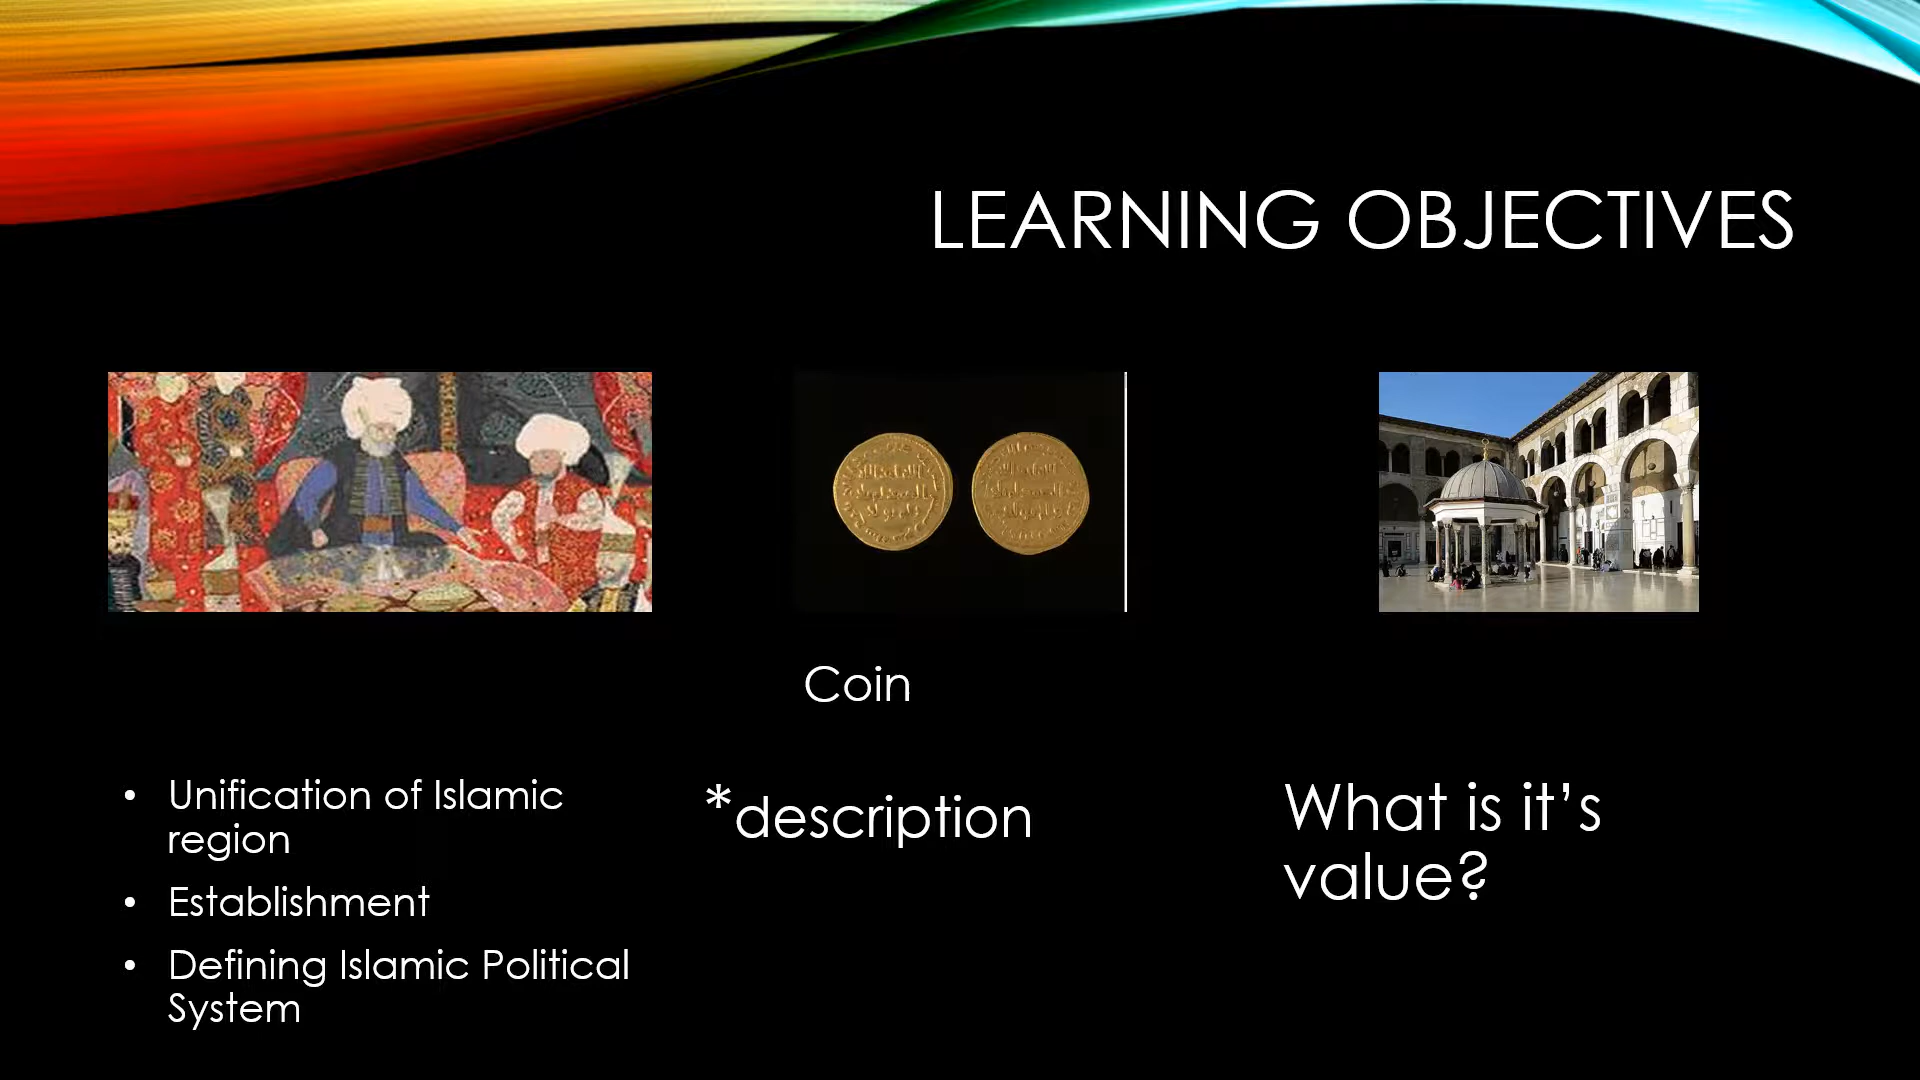 LEARNING OBJECTIVES
Coin
• Unification of Islamic
region
• Establishment
• Defining Islamic Political
System
*description
What is it’s
value?